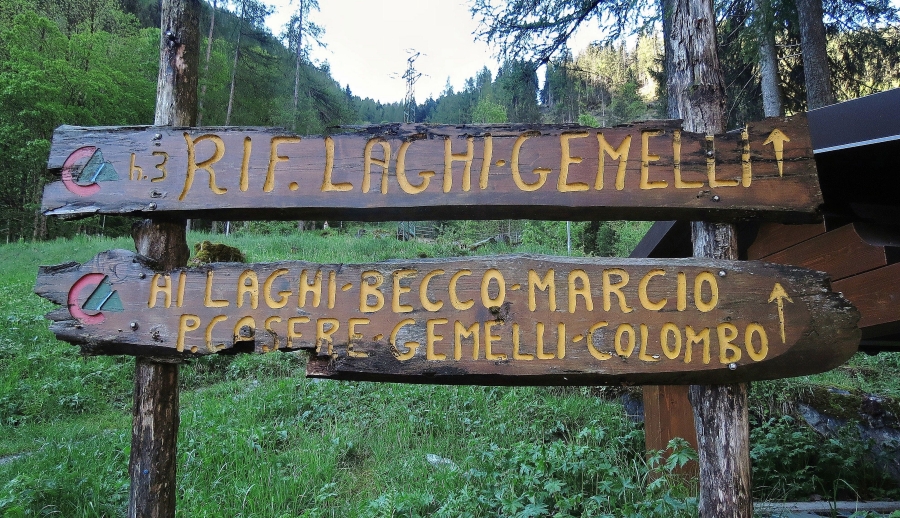 h.3 RIF. LAGHI-GEMELLI
AI LAGHI-BECCO-MARCIO
P.CASERE-GEMELLI-COLOMBO